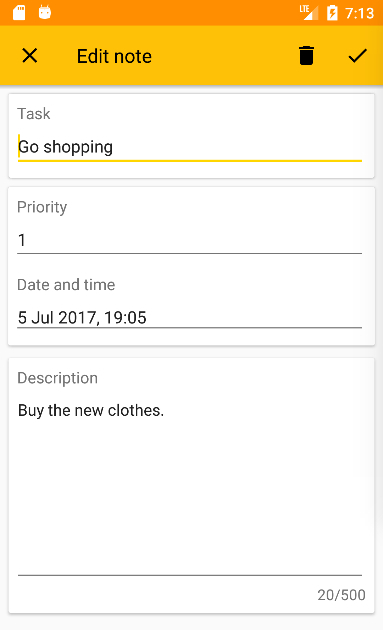 LTE 7:13
Edit note
Task
Go shopping
Priority
1
Date and time
5 Jul 2017, 19:05
Description
Buy the new clothes.
20/500